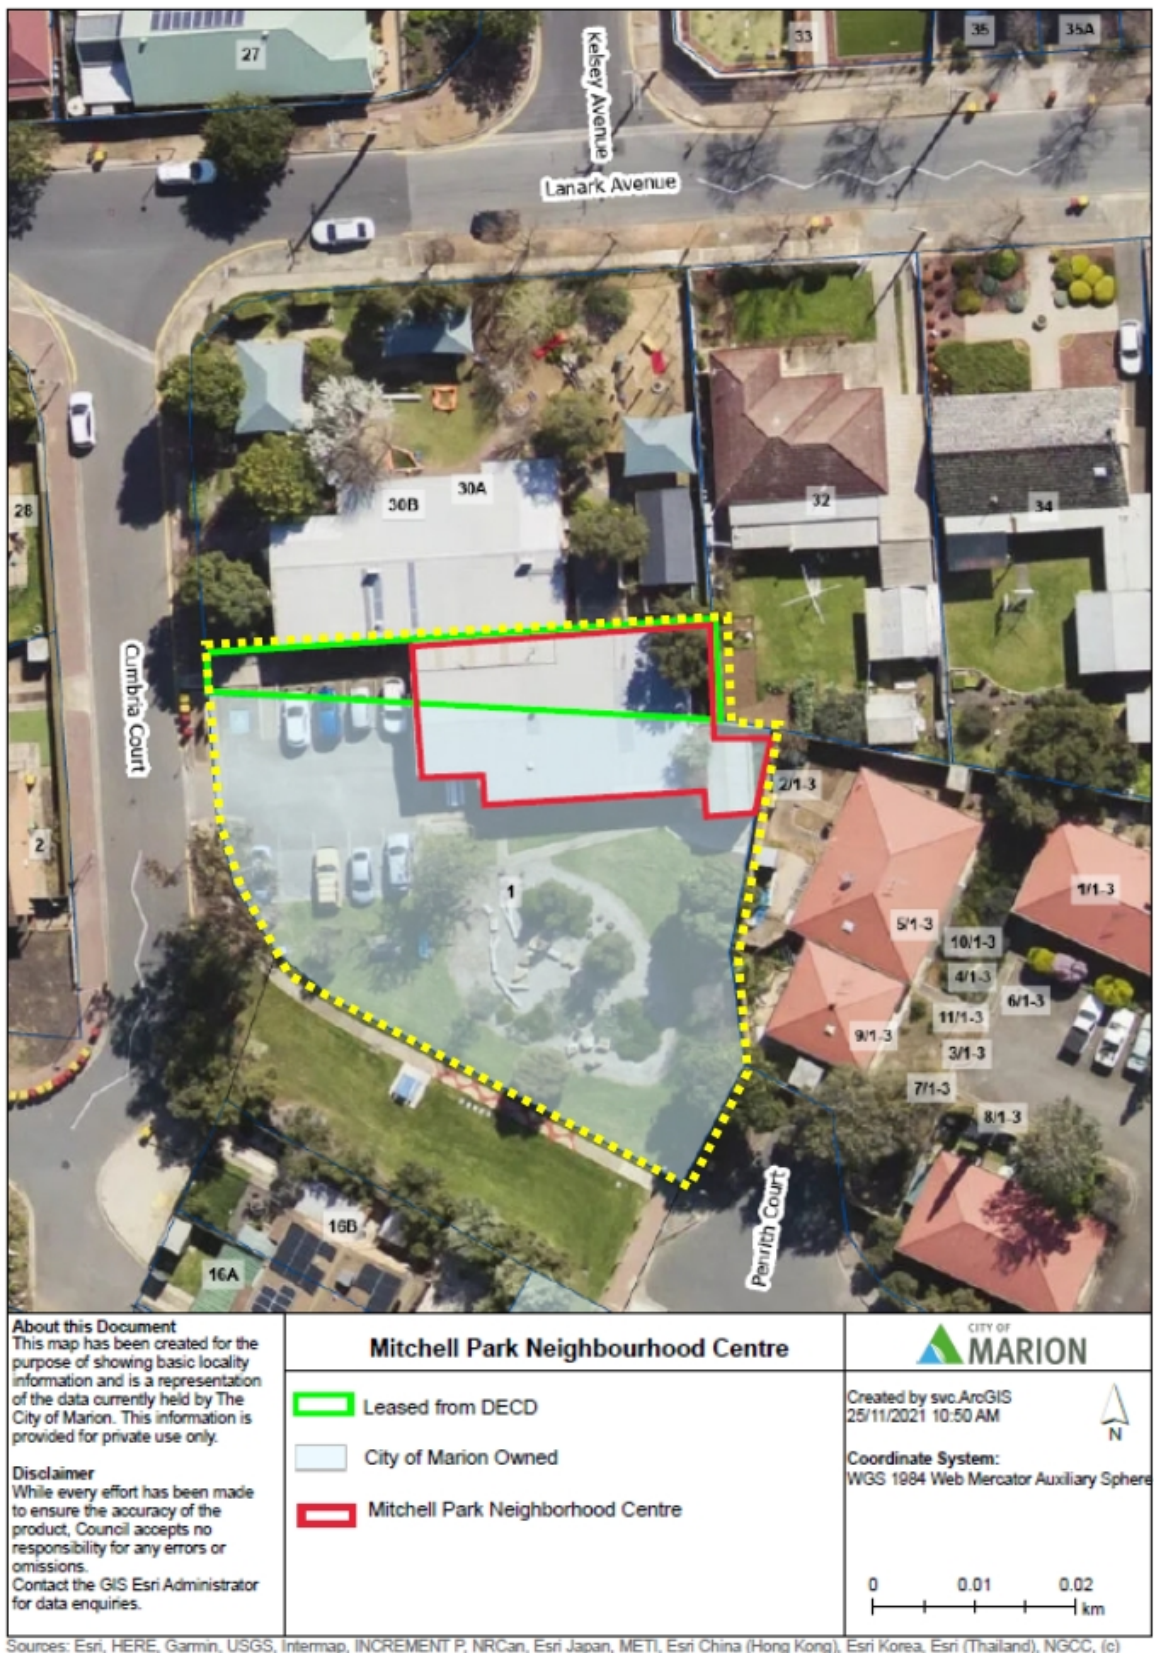 27
33
35
35A
Kelsey Avenue
Lanark Avenue
28
30B
30A
32
34
Cumbria Court
2
2/1-3
1
1/1-3
5/1-3
10/1-3
4/1-3
6/1-3
11/1-3
9/1-3
3/1-3
7/1-3
8/1-3
Penrith Court
16B
16A
About this Document
This map has been created for the
purpose of showing basic locality
information and is a representation
of the data currently held by The
City of Marion. This information is
provided for private use only.
Disclaimer
While every effort has been made
to ensure the accuracy of the
product, Council accepts no
responsibility for any errors or
omissions.
Contact the GIS Esri Administrator
for data enquiries.
Mitchell Park Neighbourhood Centre
Leased from DECD
City of Marion Owned
Mitchell Park Neighborhood Centre
CITY OF
MARION
Created by svc.ArcGIS
25/11/2021 10:50 AM
N
Coordinate System:
WGS 1984 Web Mercator Auxiliary Sphere
0 0.01 0.02
km
Sources: Esri, HERE, Garmin, USGS, Intermap, INCREMENT P, NRCan, Esri Japan, METI, Esri China (Hong Kong), Esri Korea, Esri (Thailand), NGCC, (c)